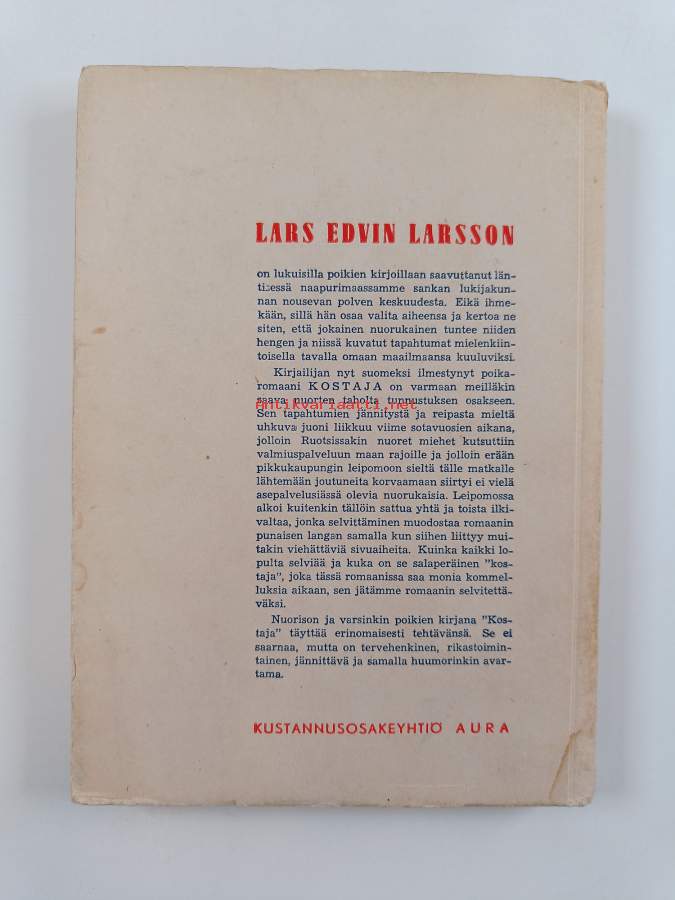 LARS EDVIN LARSSON
on lukuisilla poikien kirjoillaan saavuttanut län-
tisessä naapurimaassamme sankan lukijakun-
nan nousevan polven keskuudesta. Eikä ihme-
kään, sillä hän osaa valita aiheensa ja kertoa ne
siten, että jokainen nuorukainen tuntee niiden
hengen ja niissä kuvatut tapahtumat mielenkiin-
toisella tavalla omaan maailmaansa kuuluviksi.
Kirjailijan nyt suomeksi ilmestynyt poika-
romaani KOSTAJA on varmaan meilläkin
saava nuorten taholta tunnustuksen osakseen.
Antikvariaatti.net
Sen tapahtumien jännitystä ja reipasta mieltä
uhkuva juoni liikkuu viime sotavuosien aikana,
jolloin Ruotsissakin nuoret miehet kutsuttiin
valmiuspalveluun maan rajoille ja jolloin erään
pikkukaupungin leipomoon sieltä tälle matkalle
lähtemään joutuneita korvaamaan siirtyi ei vielä
asepalvelusiässä olevia nuorukaisia. Leipomossa
alkoi kuitenkin tällöin sattua yhtä ja toista ilki-
valtaa, jonka selvittäminen muodostaa romaanin
punaisen langan samalla kun siihen liittyy mui-
takin viehättäviä sivuaiheita. Kuinka kaikki lo-
pulta selviää ja kuka on se salaperäinen "kos-
taja", joka tässä romaanissa saa monia kommel-
luksia aikaan, sen jätämme romaanin selvitettä-
väksi.
Nuorison ja varsinkin poikien kirjana "Kos-
taja" täyttää erinomaisesti tehtävänsä. Se ei
saarnaa, mutta on tervehenkinen, rikastoimin-
tainen, jännittävä ja samalla huumorinkin avar-
tama.
KUSTANNUSOSAKEYHTIÖ AURA